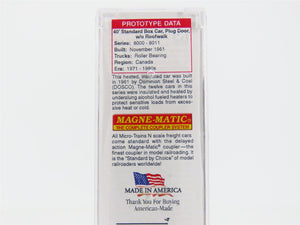 PROTOTYPE DATA
40' Standard Box Car, Plug Door,
w/o Roofwalk
Series: 8000 - 8011
Built: November 1961
Trucks: Roller Bearing
Region: Canada
Era: 1971 - 1980s
This heated, insulated car was built
in 1961 by Dominion Steel & Coal
(DOSCO). The twelve cars in this
series were insulated and heated by
underslung alcohol fueled heaters to
protect sensitive loads from exces-
sive heat or cold.
MAGNE-MATIC®
THE COMPLETE COUPLER SYSTEM
All Micro-Trains N scale freight cars
come standard with the dependable
delayed action Magne-Matic® coupler —the
finest coupler in model railroading. It
is the "Standard by Choice" of model
railroaders worldwide!
MADE IN AMERICA
Thank You For Buying
American-Made